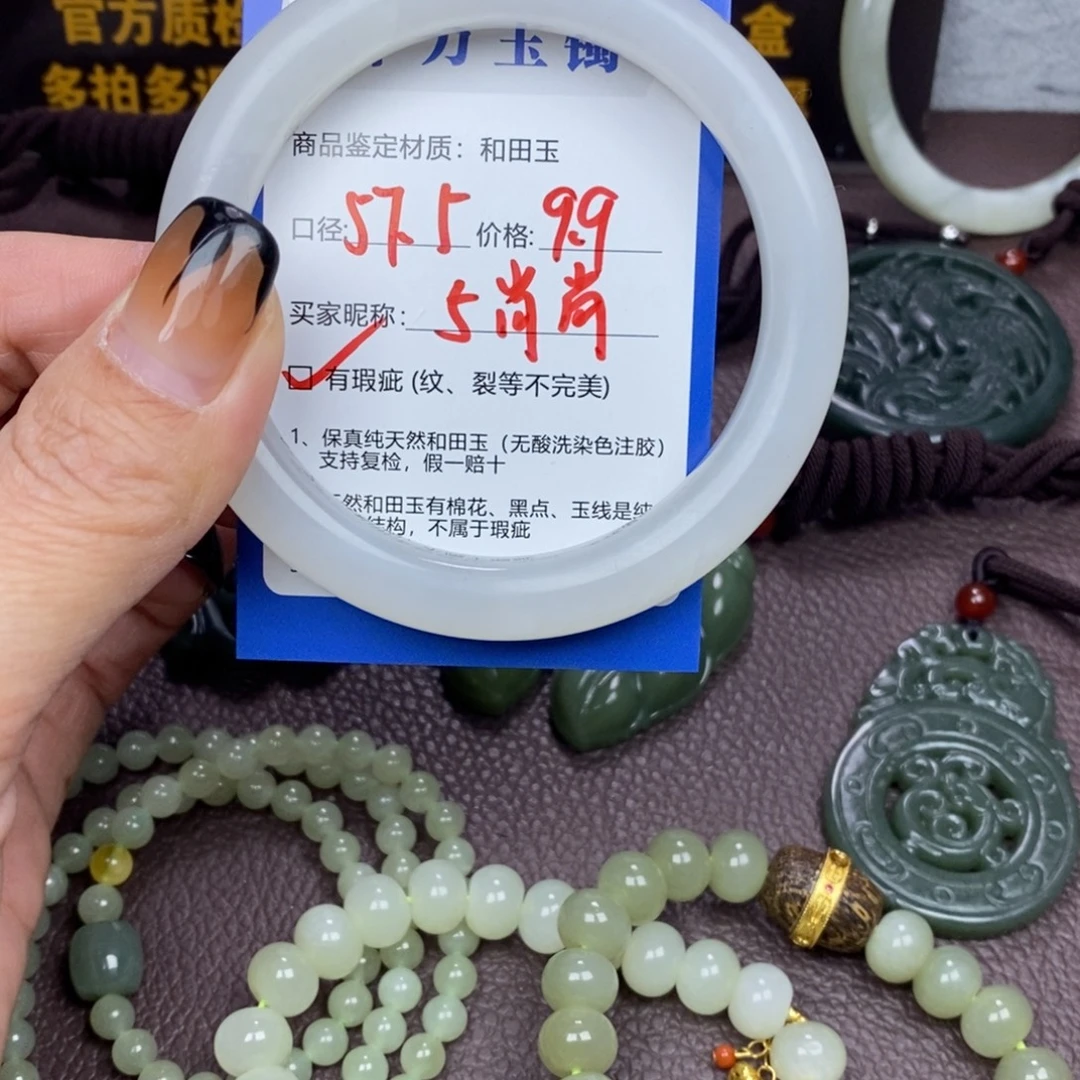 官方质检
多拍多
盒
万玉镯
商品鉴定材质：和田玉
口径:57.5 价格:99
买家昵称:5肖肖
☑ 有瑕疵 (纹、裂等不完美)
1、保真纯天然和田玉（无酸洗染色注胶）
支持复检，假一赔十
然和田玉有棉花、黑点、玉线是纯
结构，不属于瑕疵